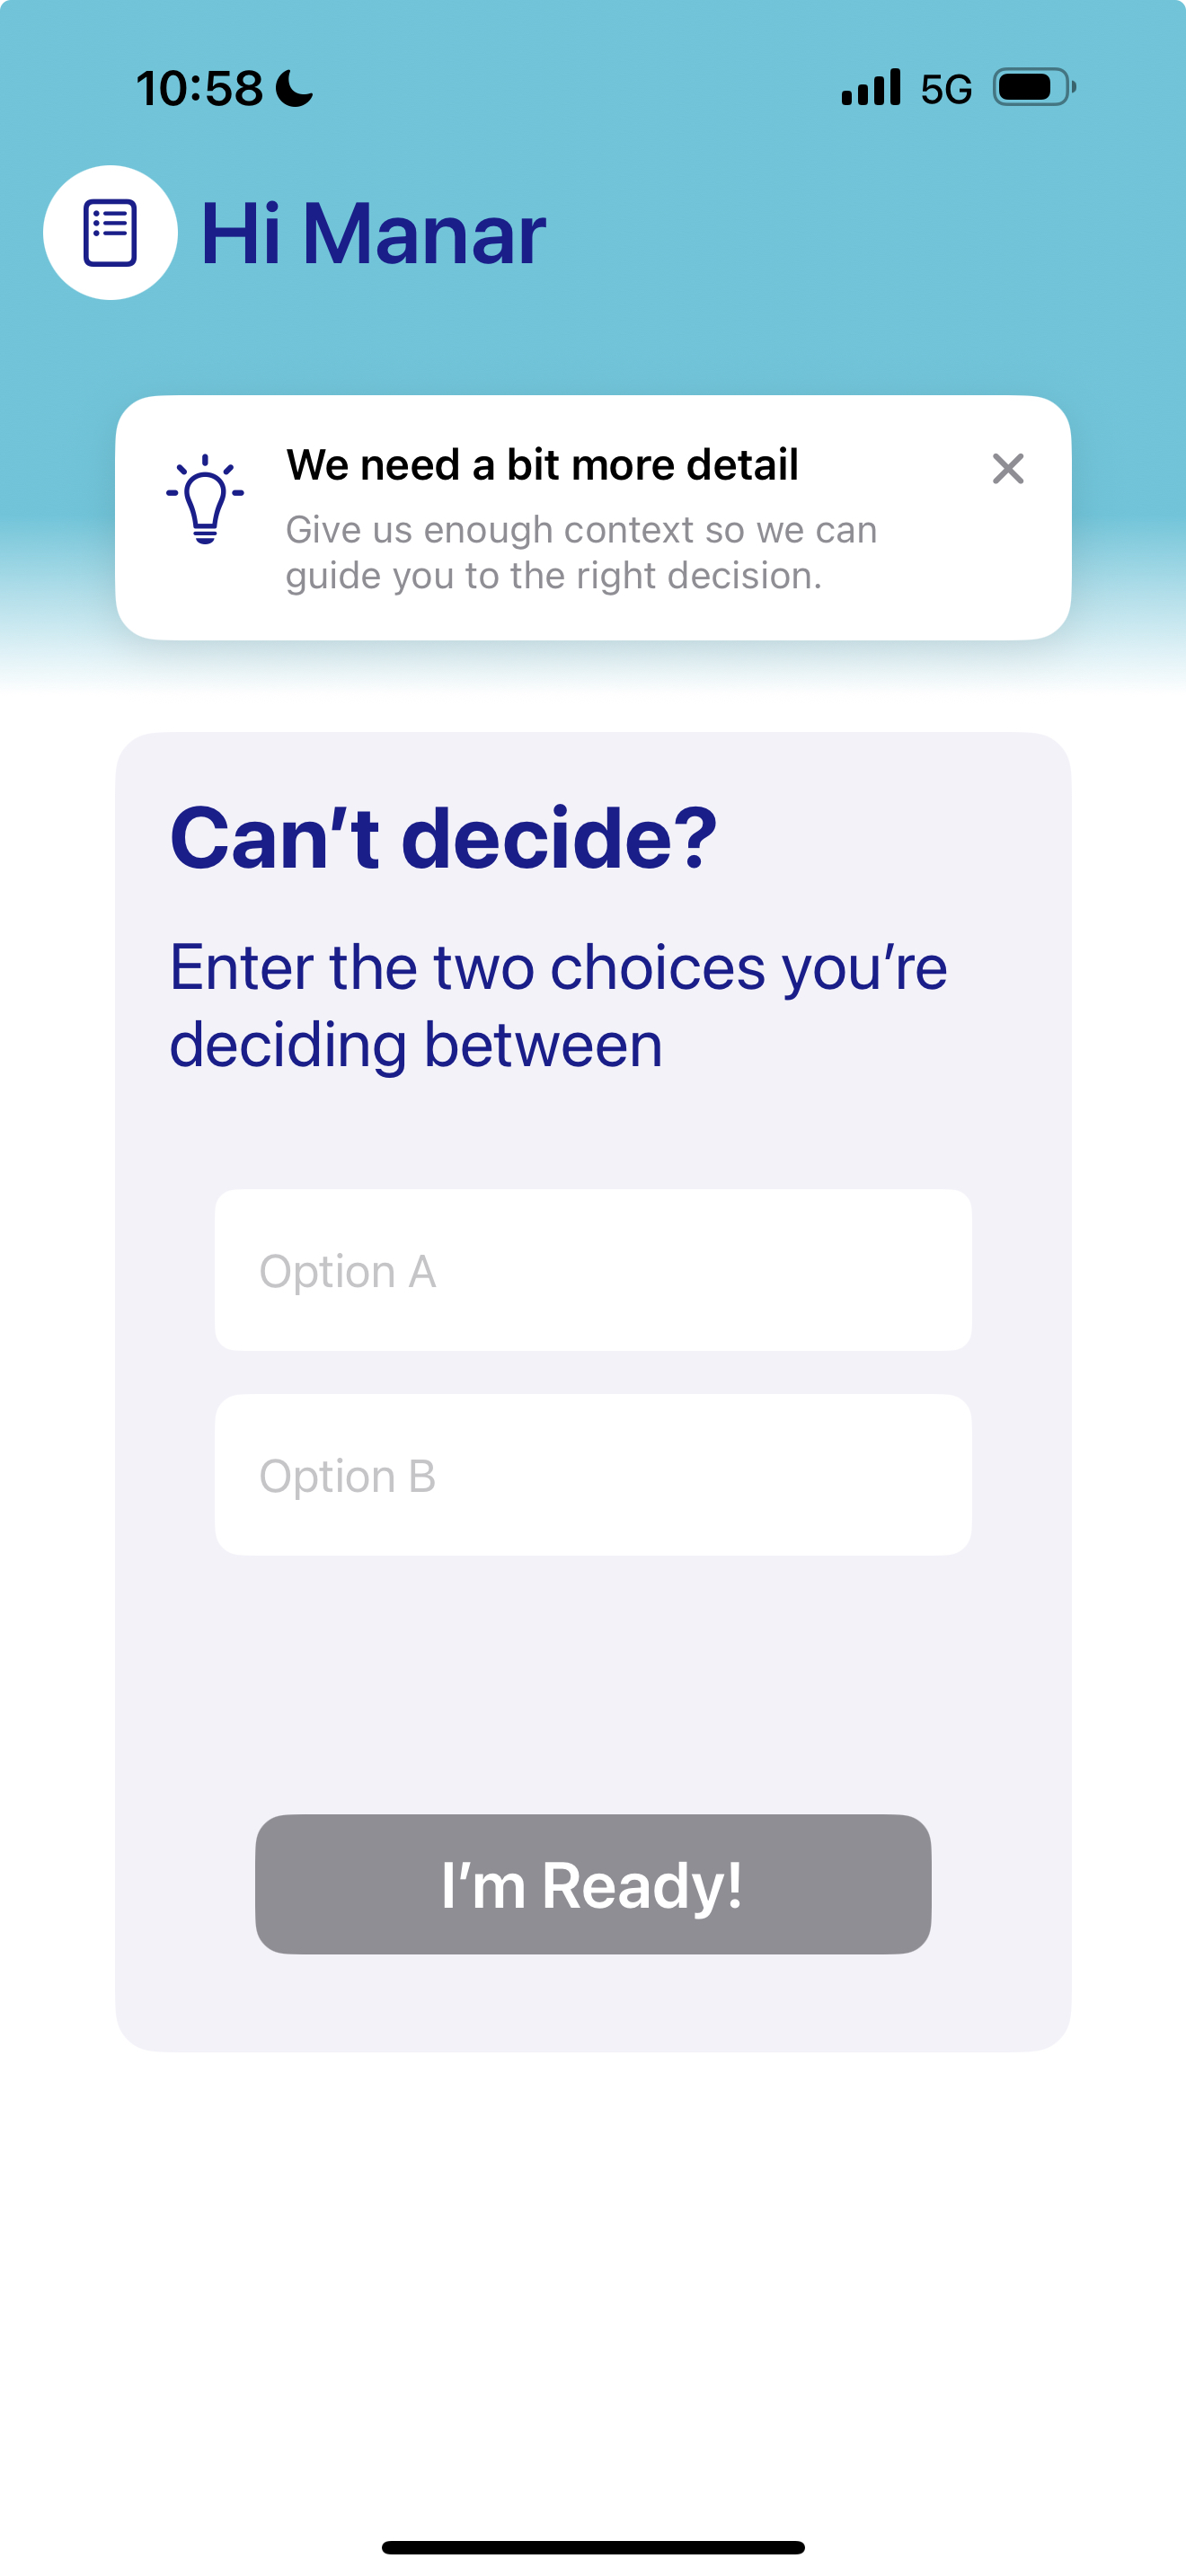 10:58
5G
Hi Manar
We need a bit more detail
Give us enough context so we can
guide you to the right decision.
Can’t decide?
Enter the two choices you’re
deciding between
Option A
Option B
I’m Ready!